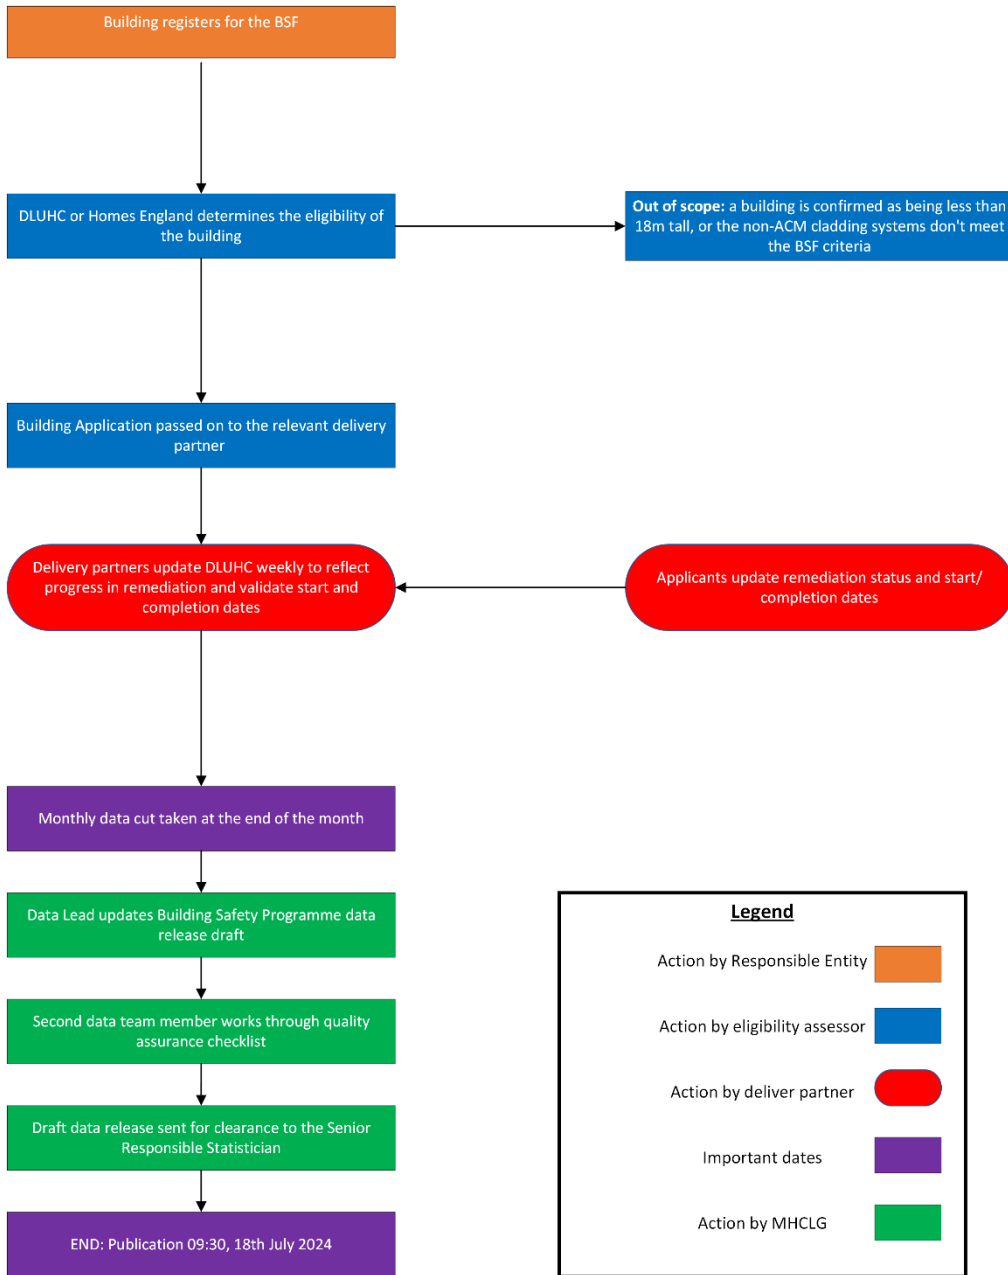 Building registers for the BSF
DLUHC or Homes England determines the eligibility of
the building
Out of scope: a building is confirmed as being less than
18m tall, or the non-ACM cladding systems don't meet
the BSF criteria
Building Application passed on to the relevant delivery
partner
Delivery partners update DLUHC weekly to reflect
progress in remediation and validate start and
completion dates
Applicants update remediation status and start/
completion dates
Monthly data cut taken at the end of the month
Data Lead updates Building Safety Programme data
release draft
Second data team member works through quality
assurance checklist
Draft data release sent for clearance to the Senior
Responsible Statistician
END: Publication 09:30, 18th July 2024
Legend
Action by Responsible Entity
Action by eligibility assessor
Action by deliver partner
Important dates
Action by MHCLG